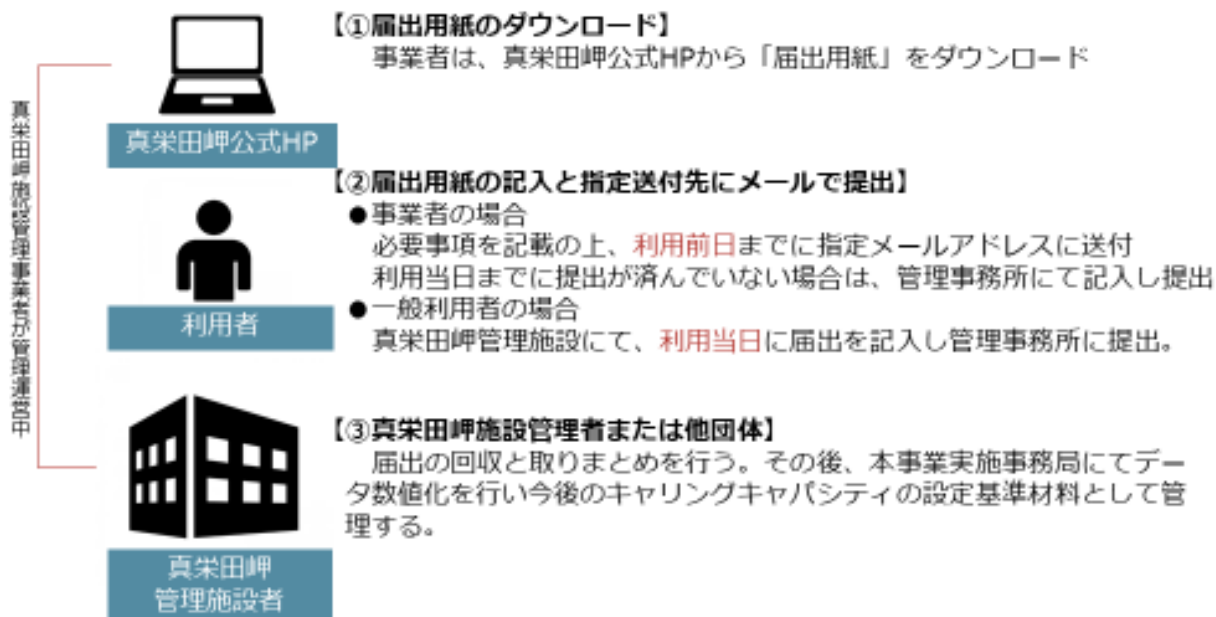 【①届出用紙のダウンロード】
事業者は、真栄田岬公式HPから「届出用紙」をダウンロード
真栄田岬公式HP
真栄田岬施設管理事業者が管理運営中
【②届出用紙の記入と指定送付先にメールで提出】
●事業者の場合
必要事項を記載の上、利用前日までに指定メールアドレスに送付
利用当日までに提出が済んでいない場合は、管理事務所にて記入し提出
●一般利用者の場合
真栄田岬管理施設にて、利用当日に届出を記入し管理事務所に提出。
利用者
【③真栄田岬施設管理者または他団体】
届出の回収と取りまとめを行う。その後、本事業実施事務局にてデー
タ数値化を行い今後のキャリングキャパシティの設定基準材料として管
理する。
真栄田岬
管理施設者